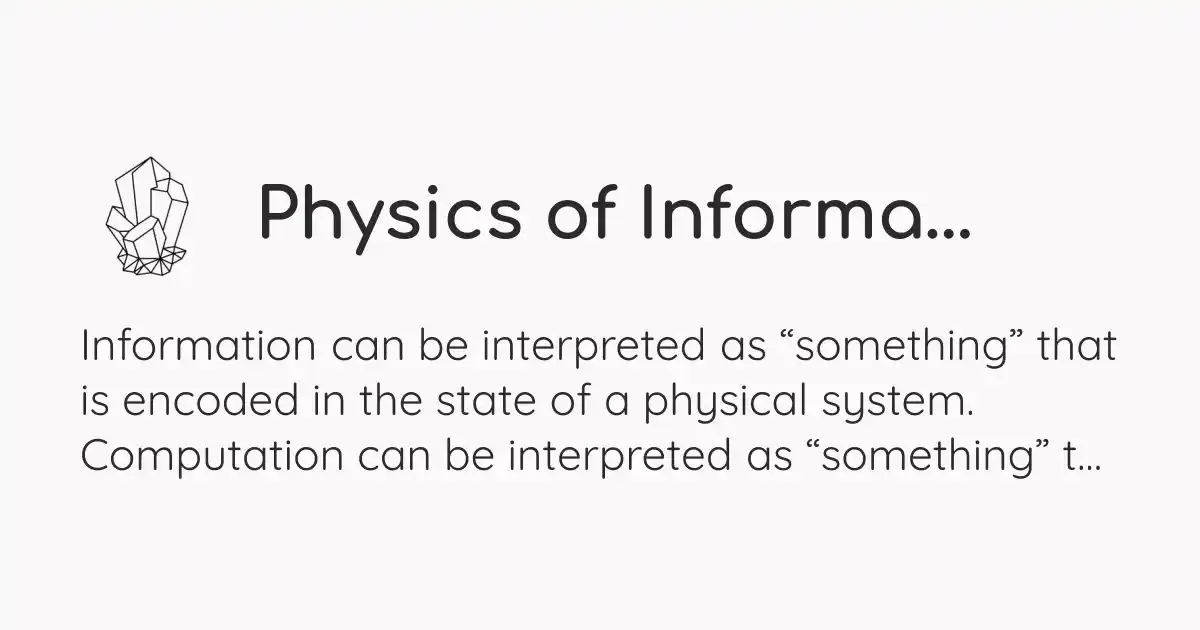 Physics of Informa...
Information can be interpreted as “something” that
is encoded in the state of a physical system.
Computation can be interpreted as “something” t...